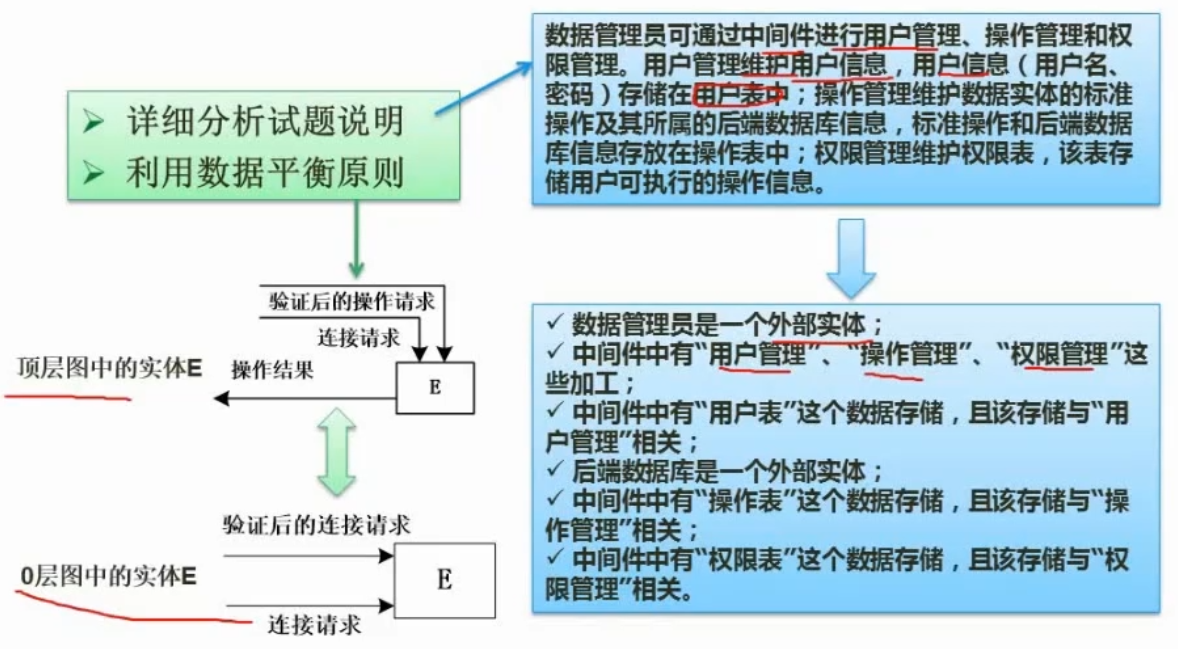 ➢ 详细分析试题说明
➢ 利用数据平衡原则
数据管理员可通过中间件进行用户管理、操作管理和权
限管理。用户管理维护用户信息，用户信息（用户名、
密码）存储在用户表中；操作管理维护数据实体的标准
操作及其所属的后端数据库信息，标准操作和后端数据
库信息存放在操作表中；权限管理维护权限表，该表存
储用户可执行的操作信息。
验证后的操作请求
连接请求
顶层图中的实体E
操作结果
E
验证后的连接请求
0层图中的实体E
E
连接请求
✓ 数据管理员是一个外部实体；
✓ 中间件中有“用户管理”、“操作管理”、“权限管理”这
些加工；
✓ 中间件中有“用户表”这个数据存储，且该存储与“用
户管理”相关；
✓ 后端数据库是一个外部实体；
✓ 中间件中有“操作表”这个数据存储，且该存储与“操
作管理”相关；
✓ 中间件中有“权限表”这个数据存储，且该存储与“权
限管理”相关。